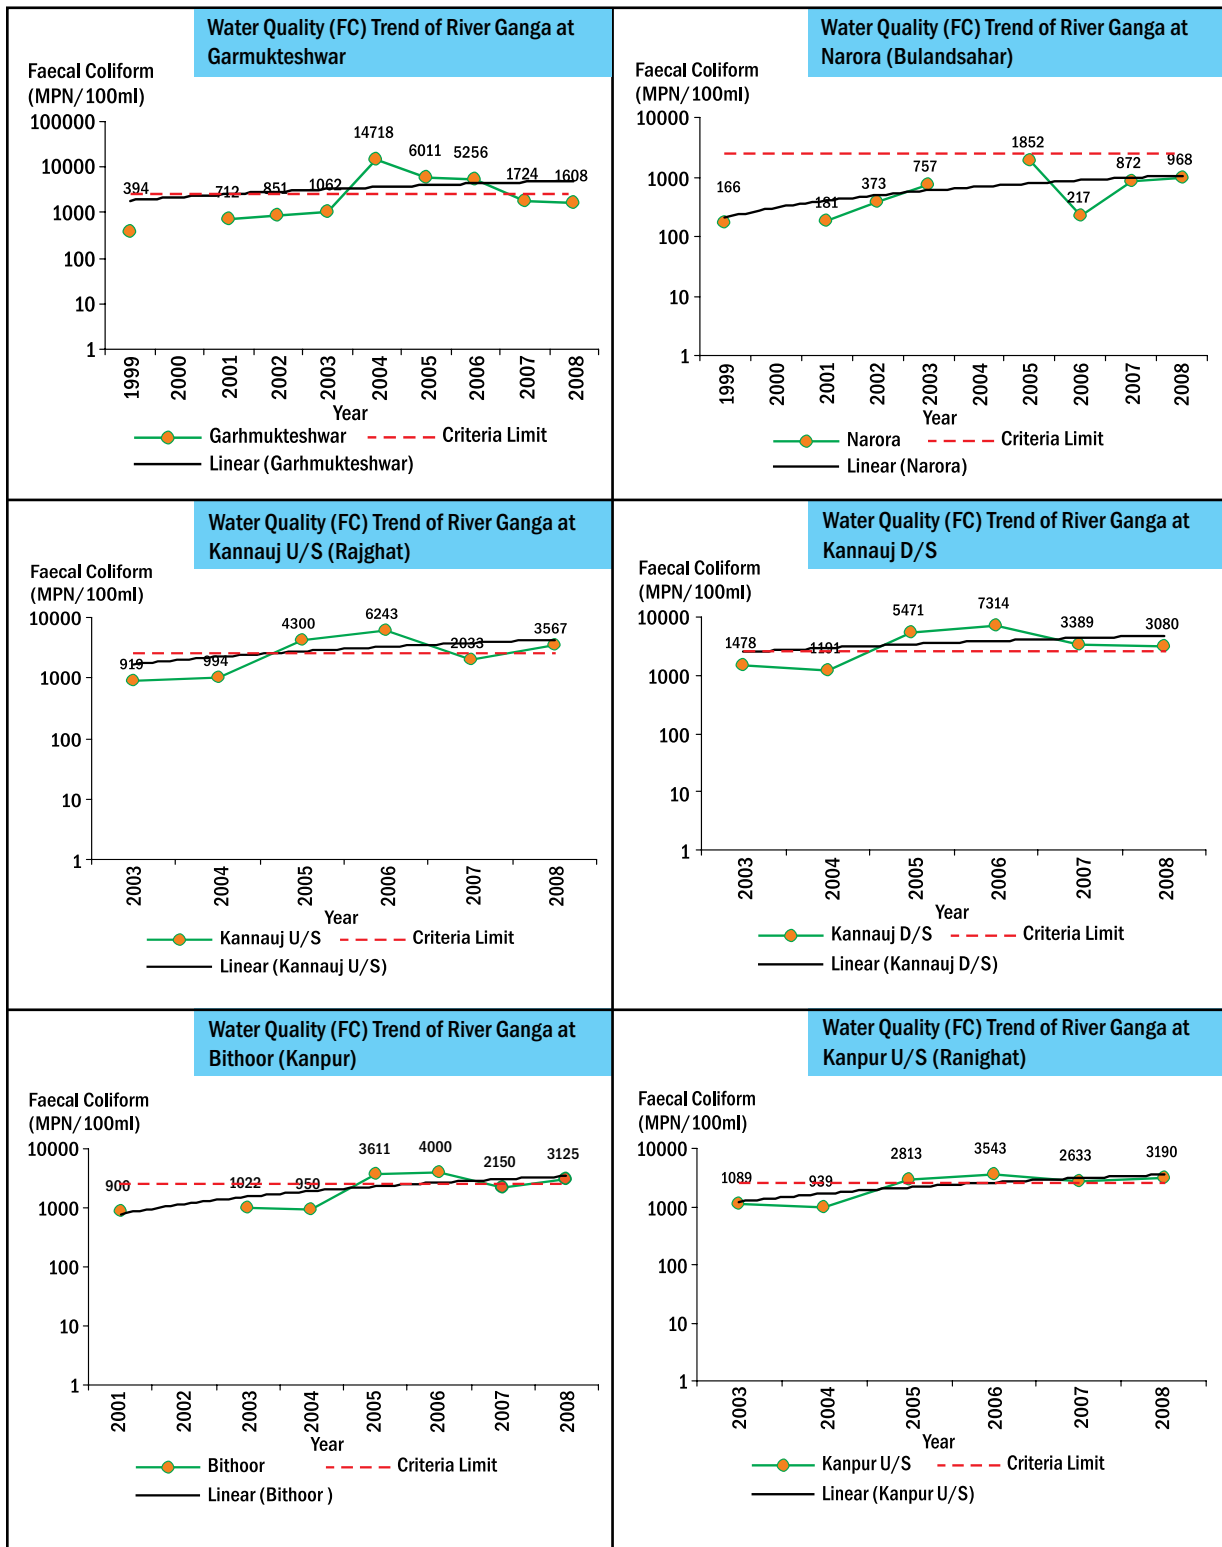 Water Quality (FC) Trend of River Ganga at
Garmukteshwar
Faecal Coliform
(MPN/100ml)
100000
10000
1000
100
10
1
394
712
851
1062
14718
6011
5256
1724
1608
1999
2000
2001
2002
2003
2004
2005
2006
2007
2008
Year
Garhmukteshwar
Criteria Limit
Linear (Garhmukteshwar)
Water Quality (FC) Trend of River Ganga at
Narora (Bulandsahar)
Faecal Coliform
(MPN/100ml)
10000
1000
100
10
1
166
181
373
757
1852
217
872
968
1999
2000
2001
2002
2003
2004
2005
2006
2007
2008
Year
Narora
Criteria Limit
Linear (Narora)
Water Quality (FC) Trend of River Ganga at
Kannauj U/S (Rajghat)
Faecal Coliform
(MPN/100ml)
10000
1000
100
10
1
919
994
4300
6243
2033
3567
2003
2004
2005
2006
2007
2008
Year
Kannauj U/S
Criteria Limit
Linear (Kannauj U/S)
Water Quality (FC) Trend of River Ganga at
Kannauj D/S
Faecal Coliform
(MPN/100ml)
10000
1000
100
10
1
1478
1191
5471
7314
3389
3080
2003
2004
2005
2006
2007
2008
Year
Kannauj D/S
Criteria Limit
Linear (Kannauj D/S)
Water Quality (FC) Trend of River Ganga at
Bithoor (Kanpur)
Faecal Coliform
(MPN/100ml)
10000
1000
100
10
1
900
1022
950
3611
4000
2150
3125
2001
2002
2003
2004
2005
2006
2007
2008
Year
Bithoor
Criteria Limit
Linear (Bithoor )
Water Quality (FC) Trend of River Ganga at
Kanpur U/S (Ranighat)
Faecal Coliform
(MPN/100ml)
10000
1000
100
10
1
1089
939
2813
3543
2633
3190
2003
2004
2005
2006
2007
2008
Year
Kanpur U/S
Criteria Limit
Linear (Kanpur U/S)